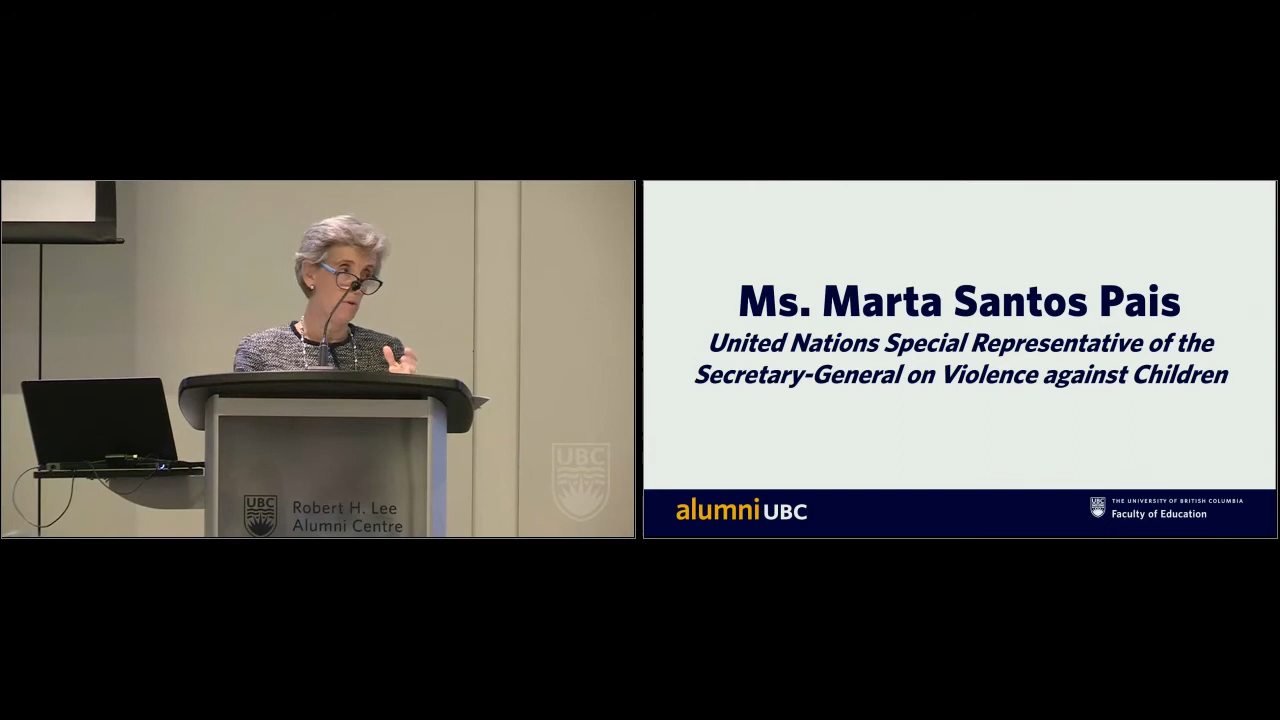 UBC
Robert H. Lee
Alumni Centre
UBC
Ms. Marta Santos Pais
United Nations Special Representative of the
Secretary-General on Violence against Children
alumni UBC
THE UNIVERSITY OF BRITISH COLUMBIA
Faculty of Education